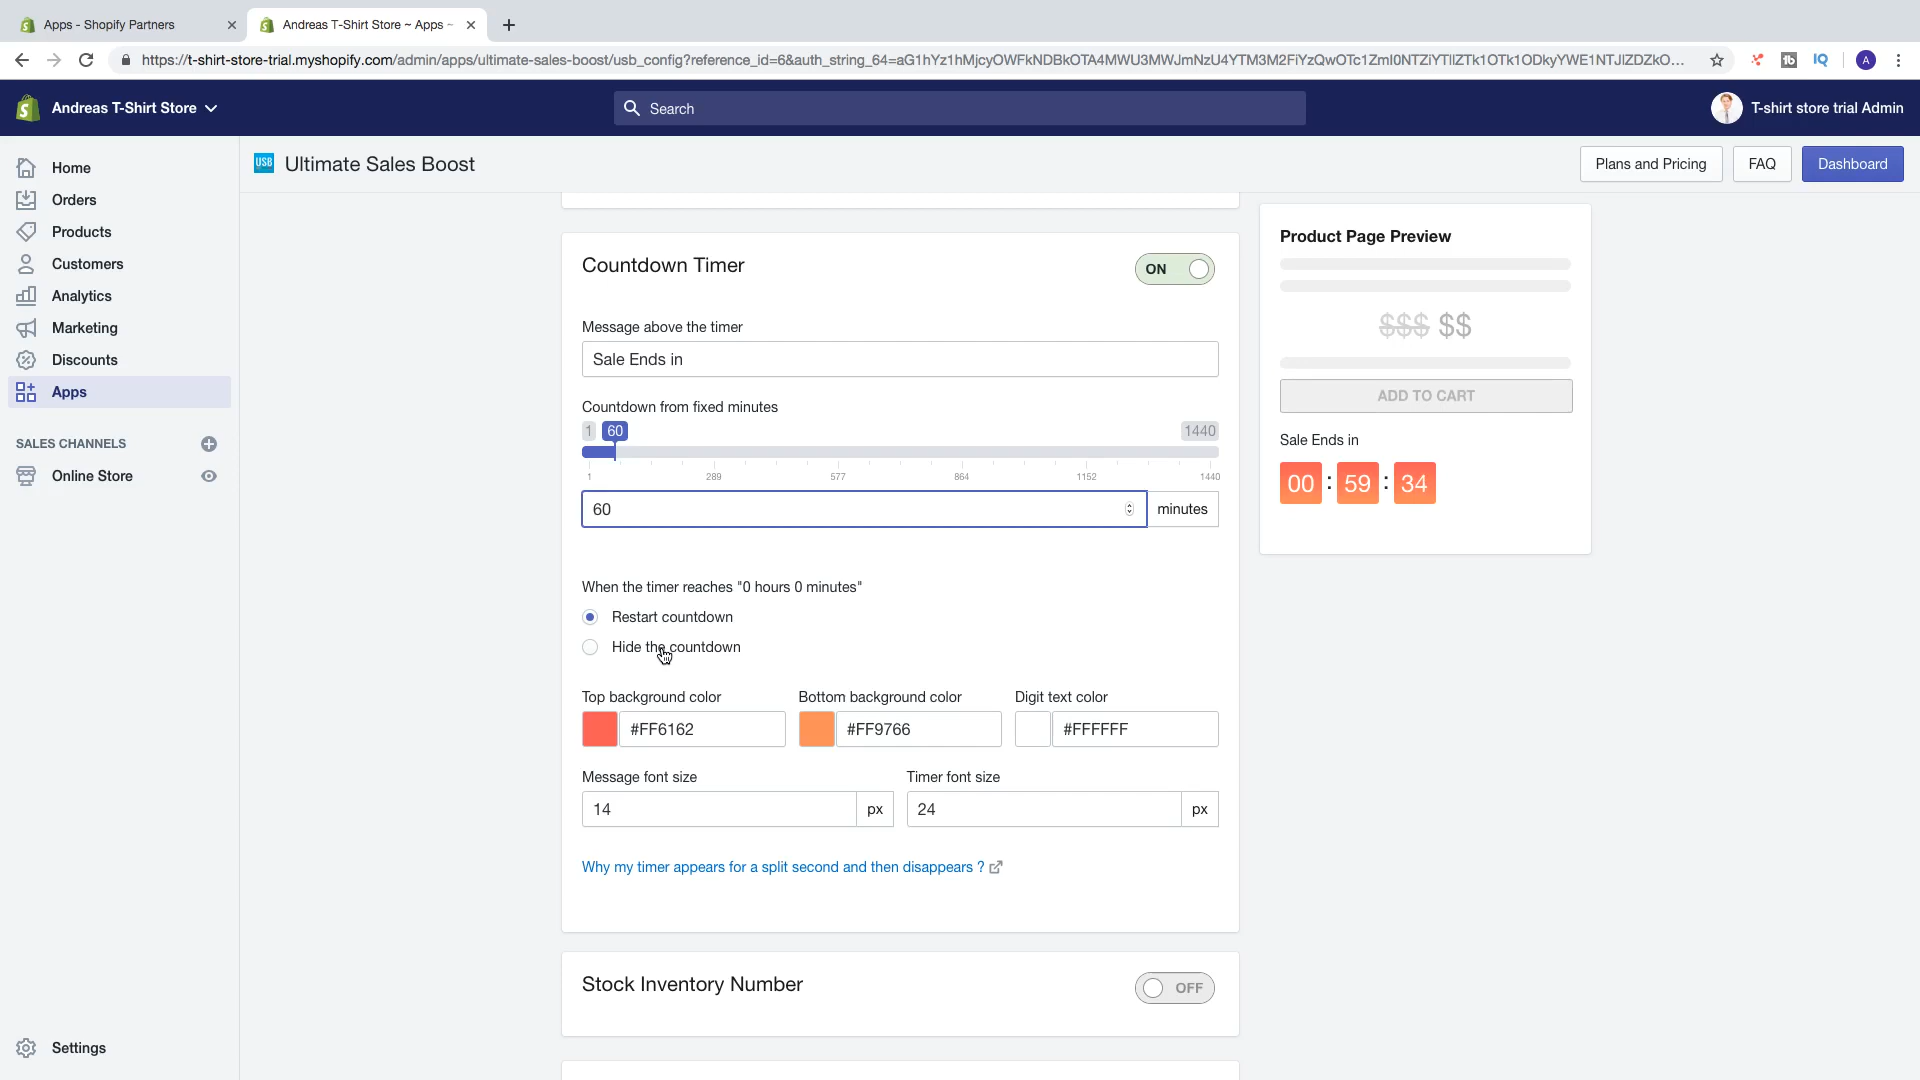 Apps - Shopify Partners
Andreas T-Shirt Store ~ Apps ~
https://t-shirt-store-trial.myshopify.com/admin/apps/ultimate-sales-boost/usb_config?reference_id=6&auth_string_64=aG1hYz1hMjcyOWFkNDBkOTA4MWU3MWJmNzU4YTM3M2FiYzQwOTc1ZmI0NTZiYTllZTk1OTk1ODkyYWE1NTJlZDZkO...
tb
IQ
A
Andreas T-Shirt Store
Search
T-shirt store trial Admin
Home
Orders
Products
Customers
Analytics
Marketing
Discounts
Apps
SALES CHANNELS
Online Store
Settings
USB Ultimate Sales Boost
Plans and Pricing
FAQ
Dashboard
Countdown Timer
ON
Message above the timer
Sale Ends in
Countdown from fixed minutes
1 60 1440
1 289 577 864 1152 1440
60 minutes
When the timer reaches "0 hours 0 minutes"
Restart countdown
Hide the countdown
Top background color Bottom background color Digit text color
#FF6162 #FF9766 #FFFFFF
Message font size Timer font size
14 px 24 px
Why my timer appears for a split second and then disappears ?
Stock Inventory Number
OFF
Product Page Preview
$$$ $$
ADD TO CART
Sale Ends in
00 : 59 : 34